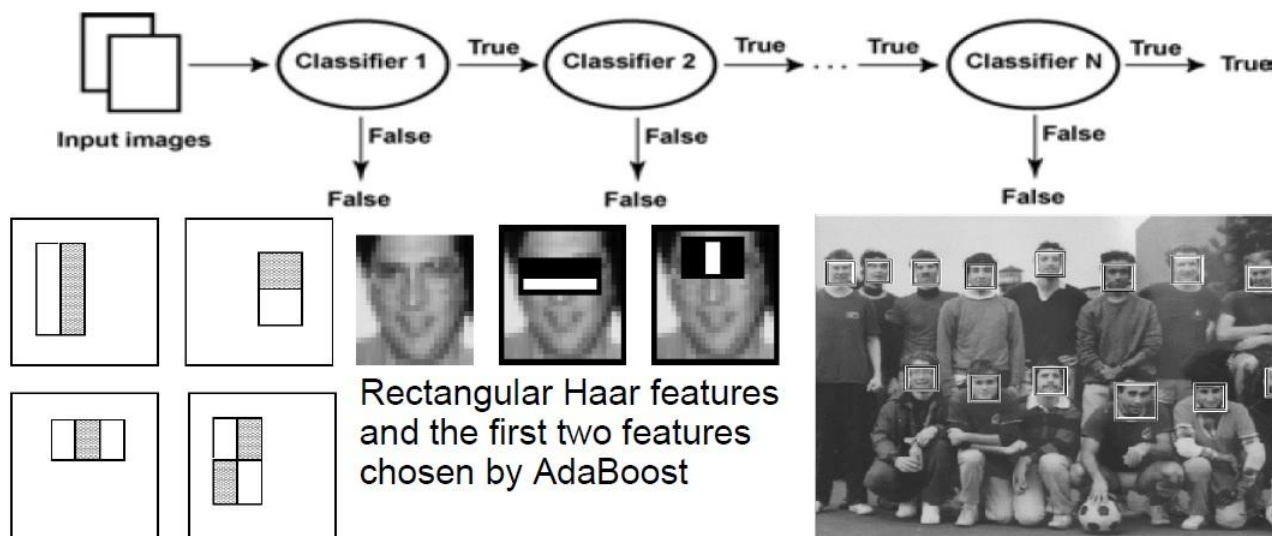 Input images
Classifier 1
True
Classifier 2
True
. . .
True
Classifier N
True
True
False
False
False
False
False
False
Rectangular Haar features
and the first two features
chosen by AdaBoost